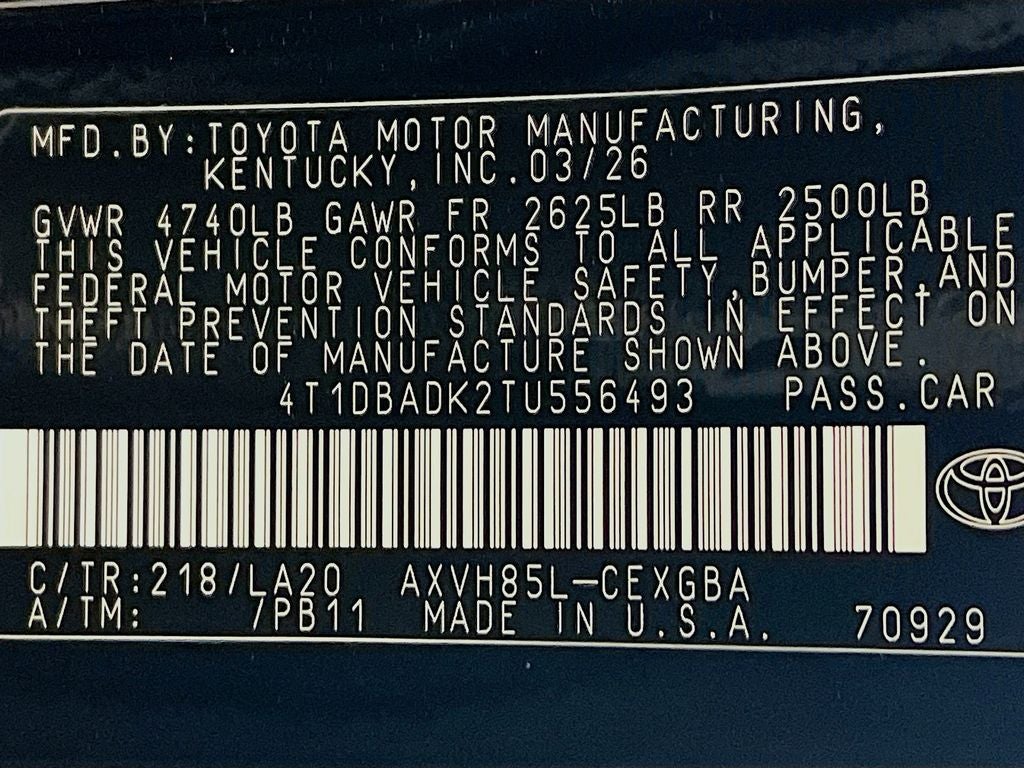 MFD.BY:TOYOTA MOTOR MANUFACTURING,
KENTUCKY,INC.03/26
GVWR 4740LB GAWR FR 2625LB RR 2500LB
THIS VEHICLE CONFORMS TO ALL APPLICABLE
FEDERAL MOTOR VEHICLE SAFETY,BUMPER,AND
THEFT PREVENTION STANDARDS IN EFFECT ON
THE DATE OF MANUFACTURE SHOWN ABOVE.
4T1DBADK2TU556493 PASS.CAR
C/TR:218/LA20 AXVH85L-CEXGBA
A/TM: /PB11 MADE IN U.S.A. 70929